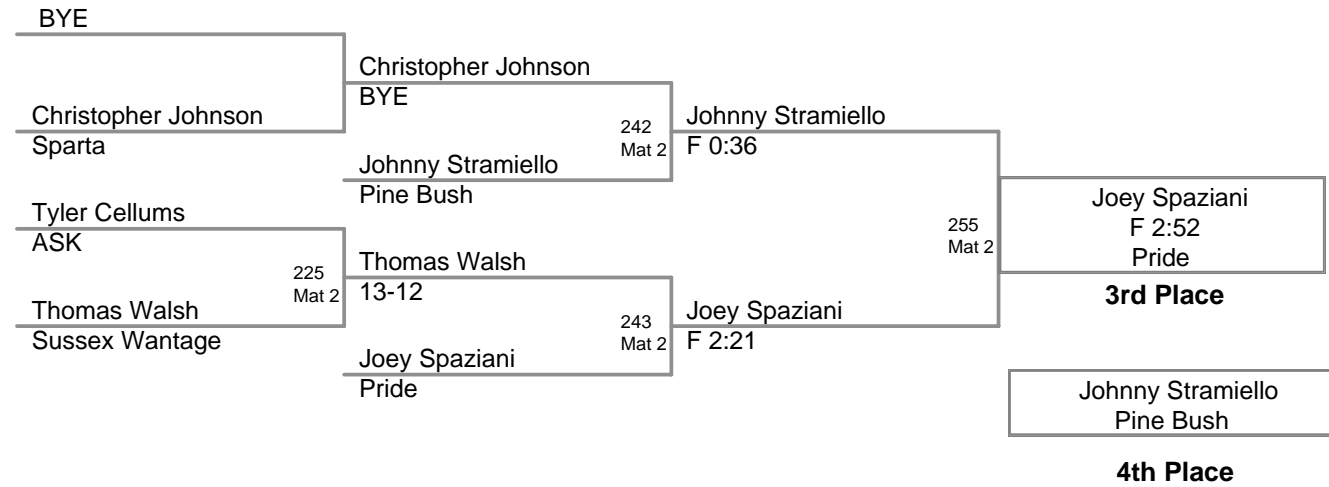 BYE
Christopher Johnson
Sparta
Tyler Cellums
ASK
Thomas Walsh
Sussex Wantage
225
Mat 2
Christopher Johnson
BYE
Johnny Stramiello
Pine Bush
Thomas Walsh
13-12
Joey Spaziani
Pride
242
Mat 2
243
Mat 2
Johnny Stramiello
F 0:36
Joey Spaziani
F 2:21
255
Mat 2
Joey Spaziani
F 2:52
Pride
3rd Place
Johnny Stramiello
Pine Bush
4th Place